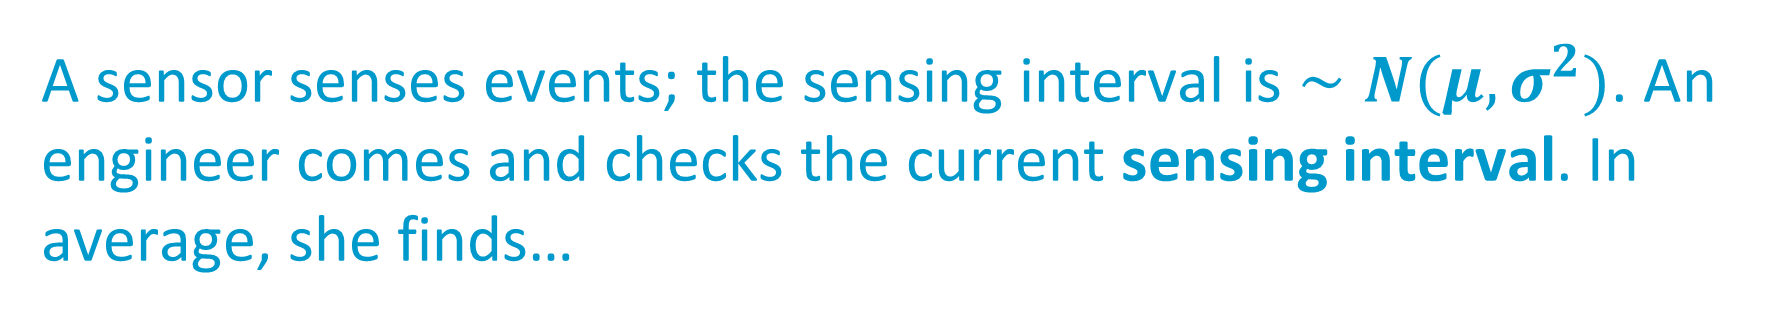 A sensor senses events; the sensing interval is ~ N(μ, σ²). An
engineer comes and checks the current sensing interval. In
average, she finds...